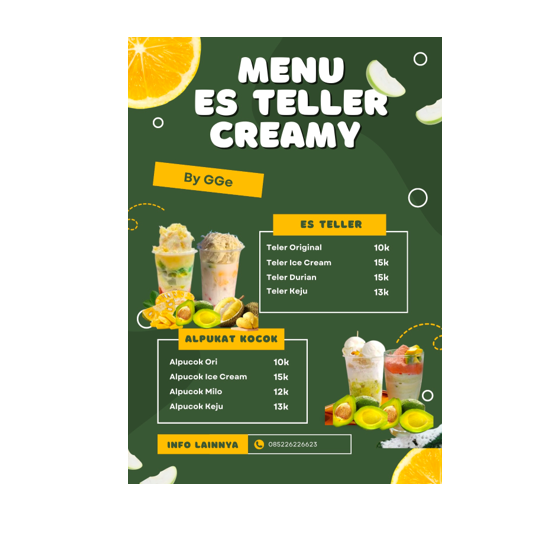 MENU
ES TELLER
CREAMY
By GGe
ES TELLER
Teler Original 10k
Teler Ice Cream 15k
Teler Durian 15k
Teler Keju 13k
ALPUKAT KOCOK
Alpucok Ori 10k
Alpucok Ice Cream 15k
Alpucok Milo 12k
Alpucok Keju 13k
INFO LAINNYA 085226226623